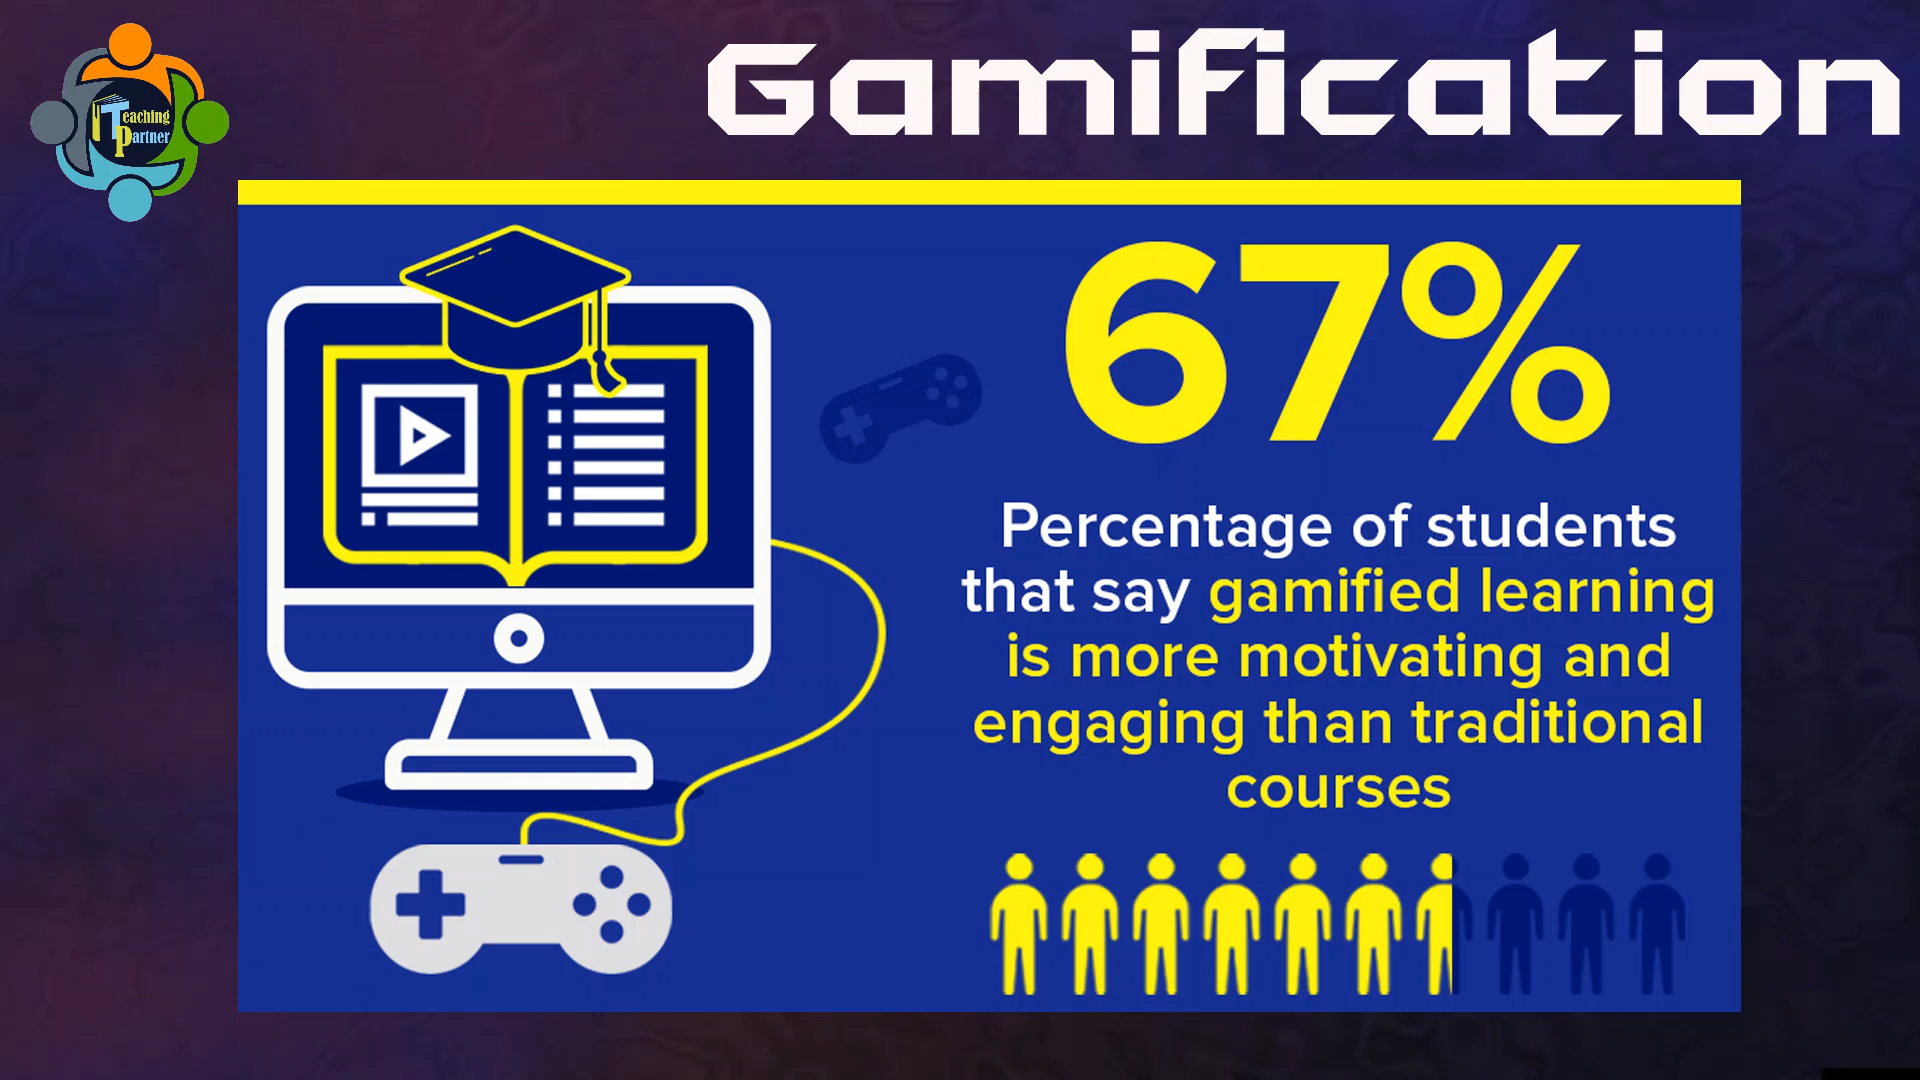 Teaching
Partner
Gamification
67%
Percentage of students
that say gamified learning
is more motivating and
engaging than traditional
courses